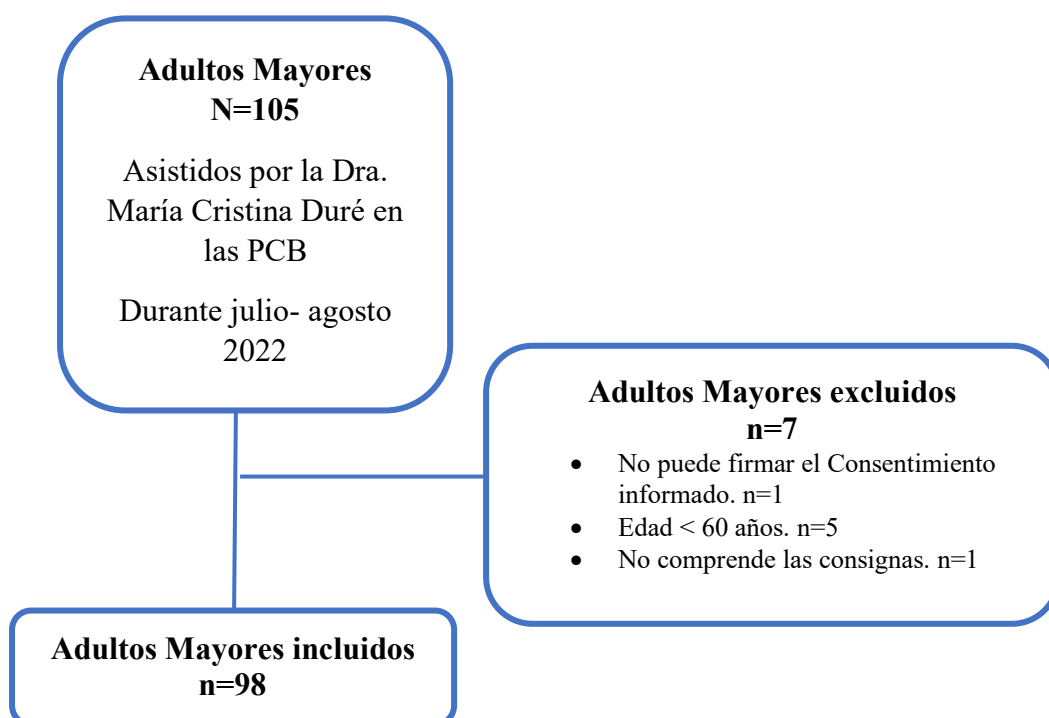 Adultos Mayores
N=105
Asistidos por la Dra.
María Cristina Duré en
las PCB
Durante julio- agosto
2022
Adultos Mayores excluidos
n=7
• No puede firmar el Consentimiento
informado. n=1
• Edad < 60 años. n=5
• No comprende las consignas. n=1
Adultos Mayores incluidos
n=98